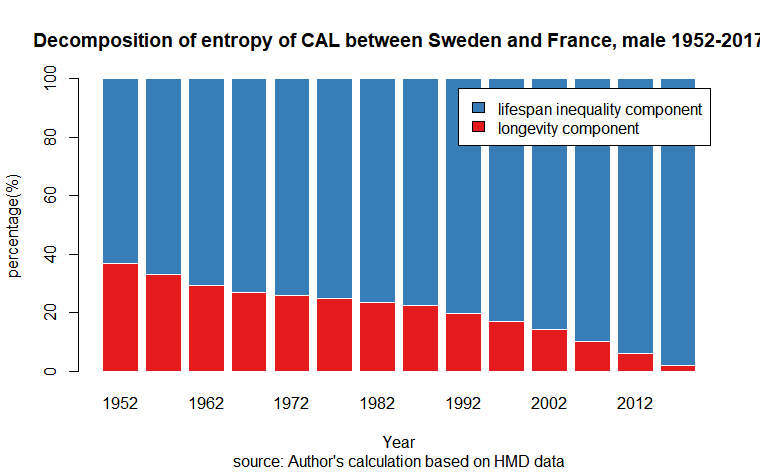 Decomposition of entropy of CAL between Sweden and France, male 1952-2017
100
80
60
40
20
0
percentage(%)
lifespan inequality component
longevity component
1952 1962 1972 1982 1992 2002 2012
Year
source: Author's calculation based on HMD data